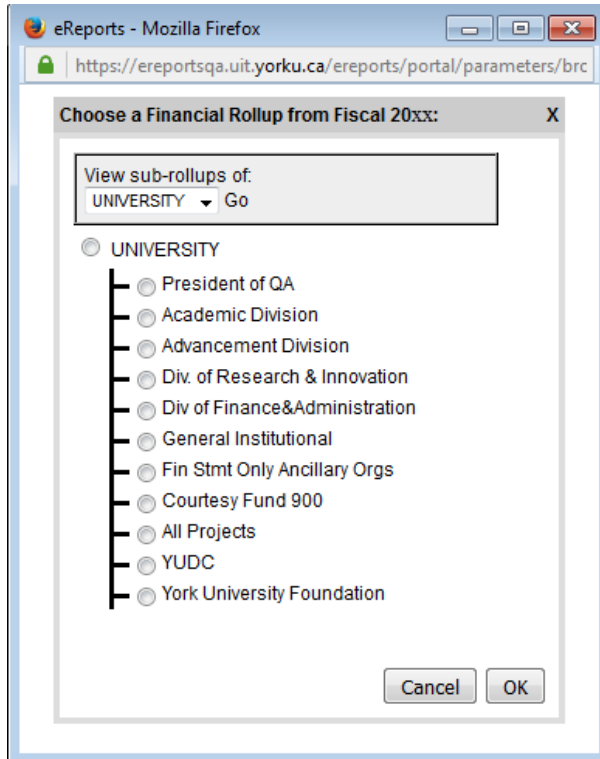 eReports - Mozilla Firefox
https://ereportsqa.uit.yorku.ca/ereports/portal/parameters/brc
Choose a Financial Rollup from Fiscal 20xx: X
View sub-rollups of:
UNIVERSITY Go
UNIVERSITY
President of QA
Academic Division
Advancement Division
Div. of Research & Innovation
Div of Finance&Administration
General Institutional
Fin Stmt Only Ancillary Orgs
Courtesy Fund 900
All Projects
YUDC
York University Foundation
Cancel OK